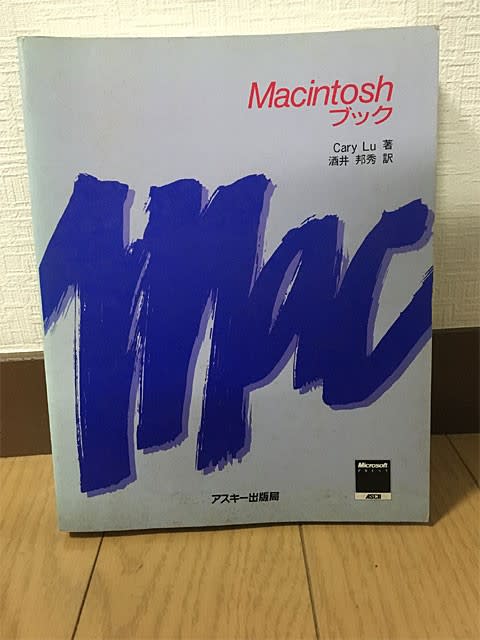 Macintosh
ブック
Cary Lu 著
酒井 邦秀 訳
mac
アスキー出版局
Microsoft
ASCII